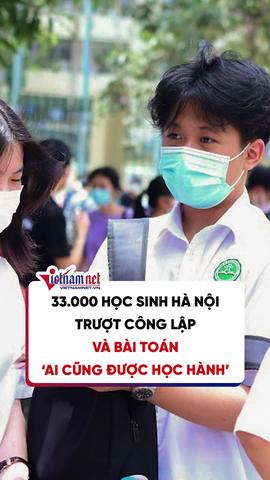 vietnamnet
VIETNAMNET.VN
33.000 HỌC SINH HÀ NỘI
TRƯỢT CÔNG LẬP
VÀ BÀI TOÁN
‘AI CŨNG ĐƯỢC HỌC HÀNH’